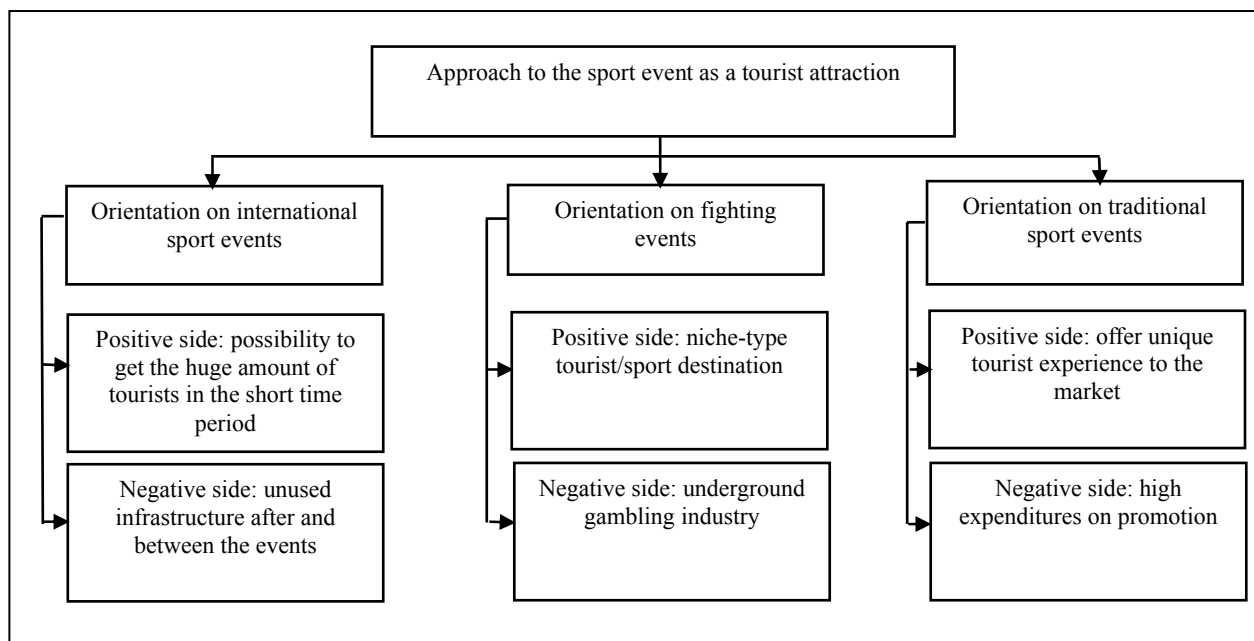 Approach to the sport event as a tourist attraction
Orientation on international
sport events
Positive side: possibility to
get the huge amount of
tourists in the short time
period
Negative side: unused
infrastructure after and
between the events
Orientation on fighting
events
Positive side: niche-type
tourist/sport destination
Negative side: underground
gambling industry
Orientation on traditional
sport events
Positive side: offer unique
tourist experience to the
market
Negative side: high
expenditures on promotion